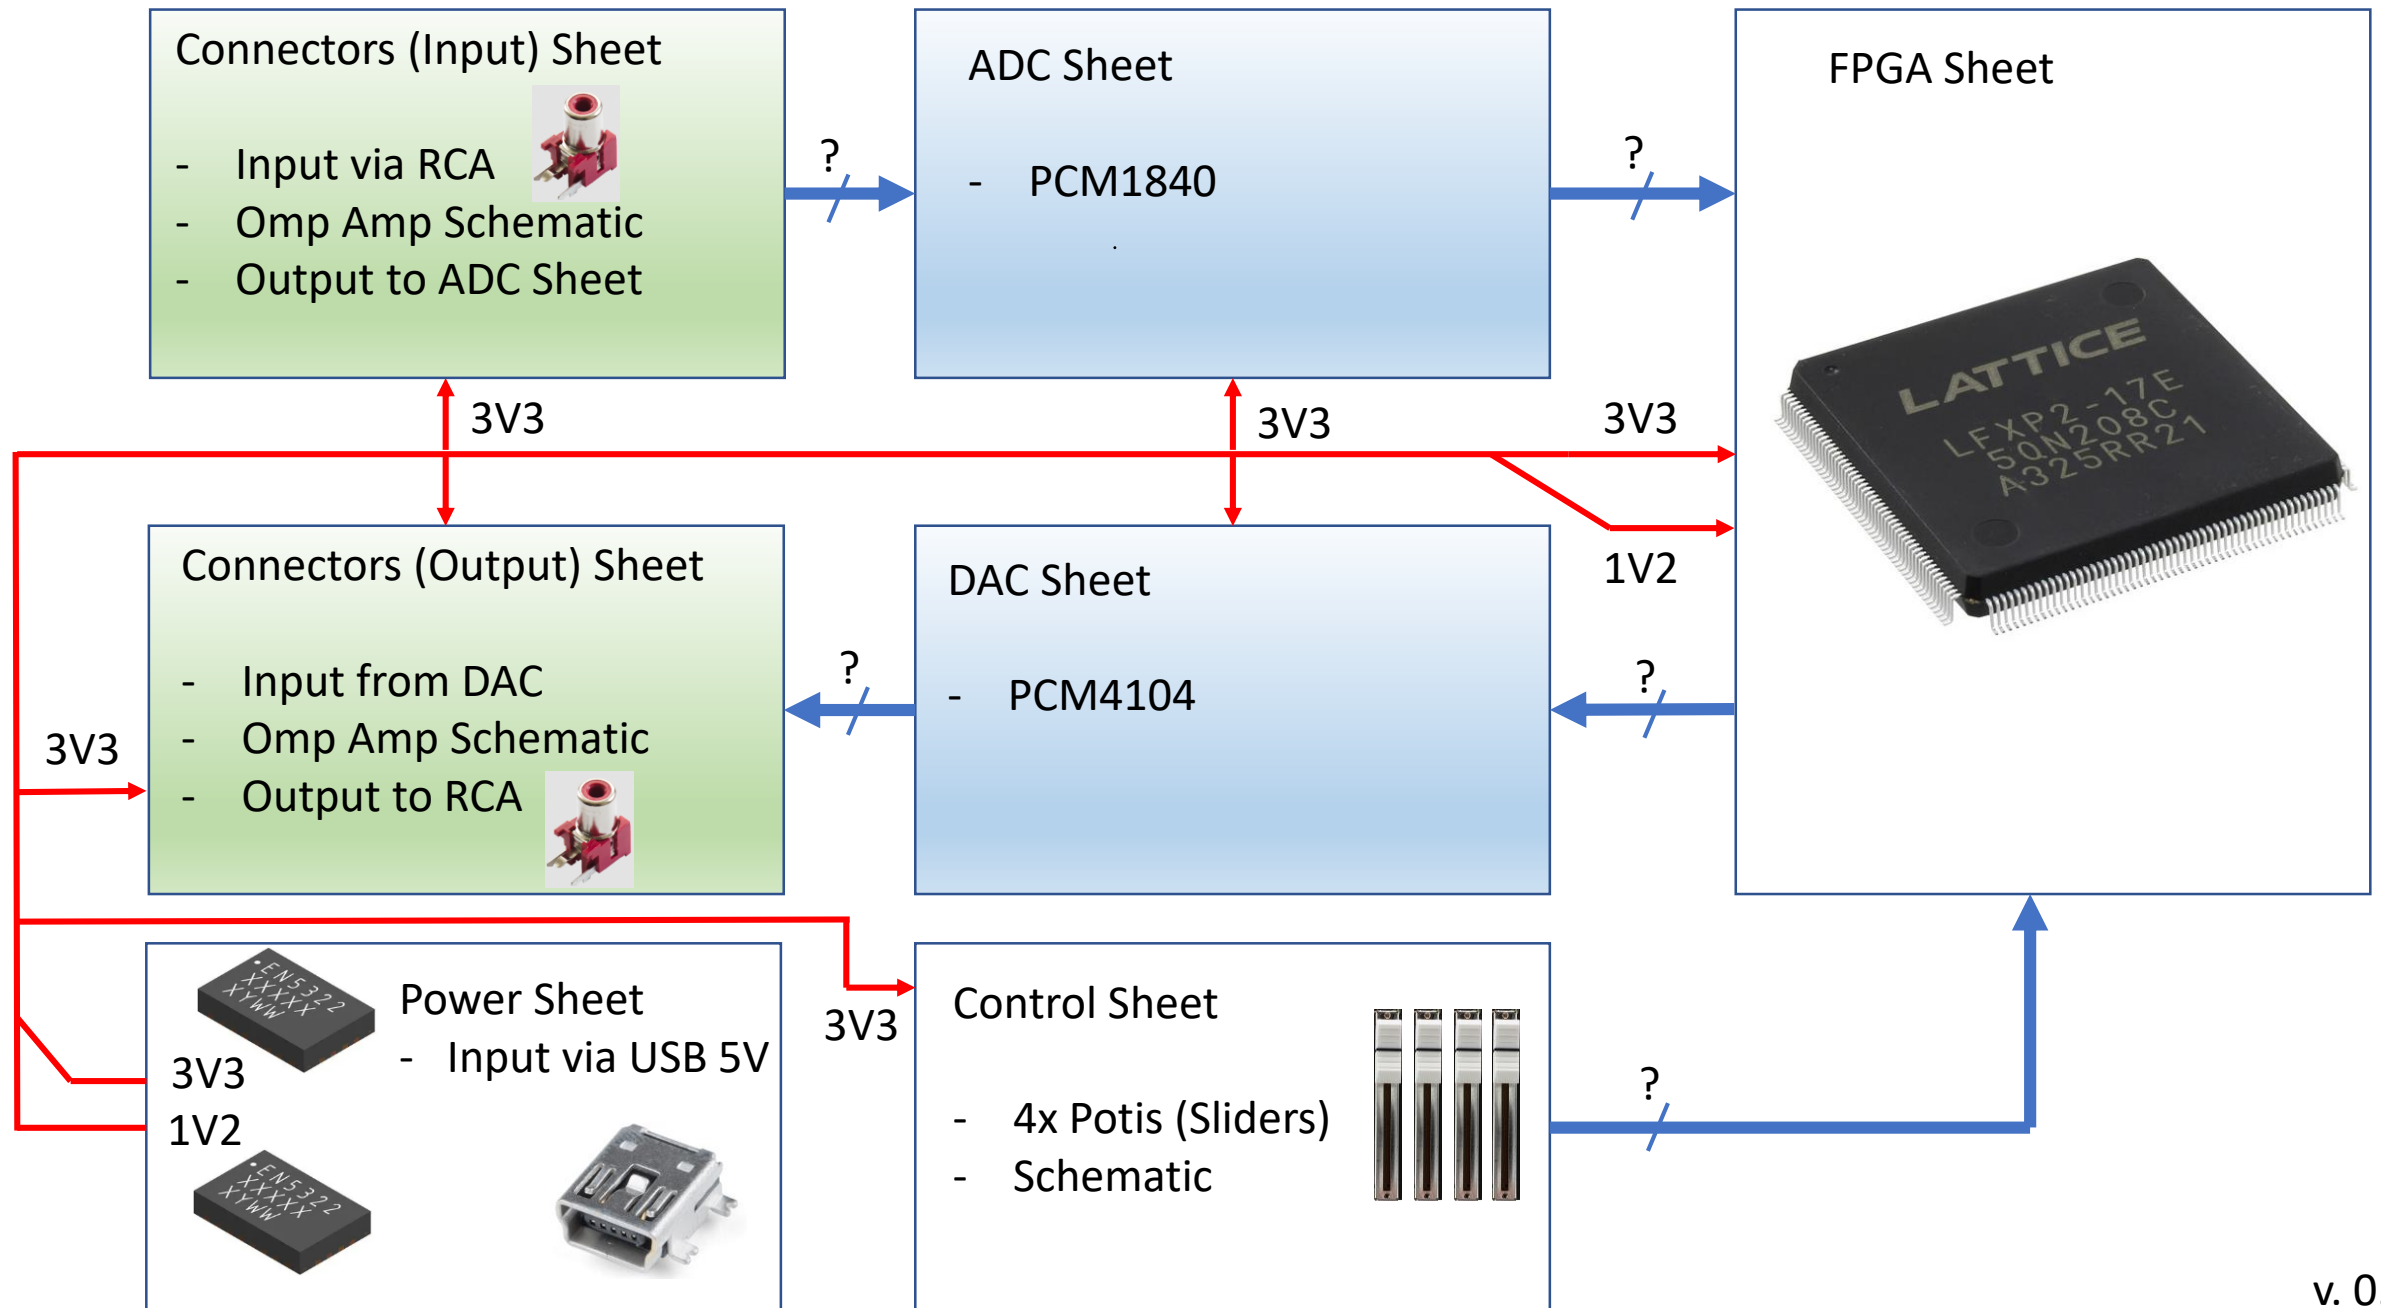 Connectors (Input) Sheet
- Input via RCA
- Omp Amp Schematic
- Output to ADC Sheet
?
ADC Sheet
- PCM1840
.
?
FPGA Sheet
LATTICE
LFXP2-17E
5QN208C
A325RR21
3V3
3V3
3V3
1V2
Connectors (Output) Sheet
- Input from DAC
- Omp Amp Schematic
- Output to RCA
3V3
?
DAC Sheet
- PCM4104
?
EN5322
XXXXX
XYWW
Power Sheet
- Input via USB 5V
3V3
1V2
EN5322
XXXXX
XYWW
3V3
Control Sheet
- 4x Potis (Sliders)
- Schematic
?
v. 0.